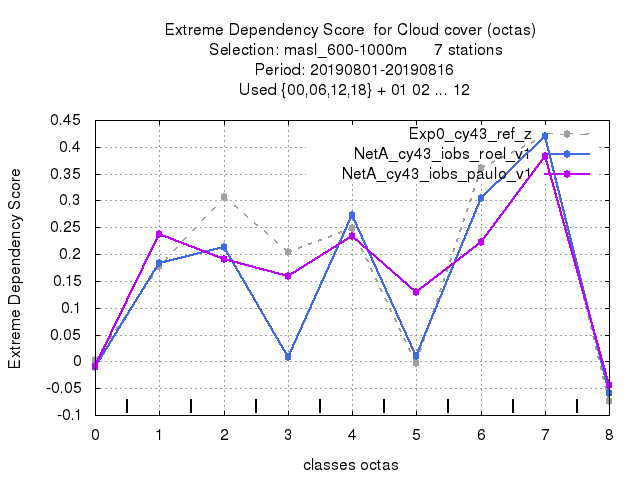 Extreme Dependency Score  for Cloud cover (octas)
Selection: masl_600-1000m      7 stations
Period: 20190801-20190816
Used {00,06,12,18} + 01 02 ... 12
Exp0_cy43_ref_z
NetA_cy43_iobs_roel_v1
NetA_cy43_iobs_paulo_v1
Extreme Dependency Score
0.45
0.4
0.35
0.3
0.25
0.2
0.15
0.1
0.05
0
-0.05
-0.1
0 1 2 3 4 5 6 7 8
classes octas